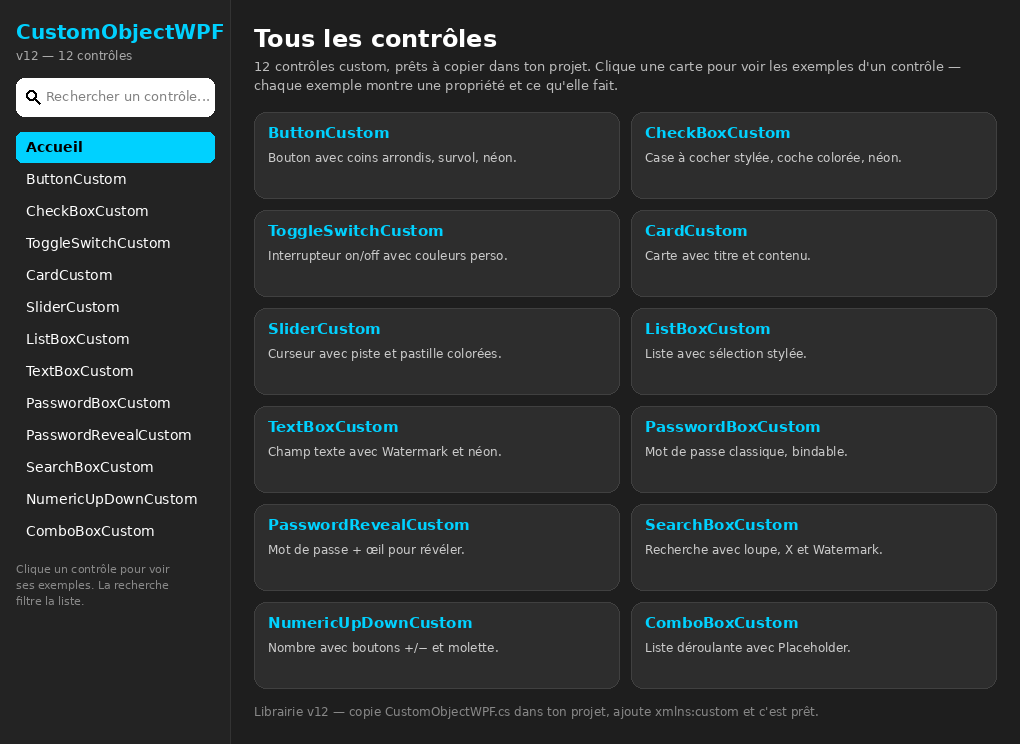 CustomObjectWPF
v12 — 12 contrôles
Rechercher un contrôle...
Accueil
ButtonCustom
CheckBoxCustom
ToggleSwitchCustom
CardCustom
SliderCustom
ListBoxCustom
TextBoxCustom
PasswordBoxCustom
PasswordRevealCustom
SearchBoxCustom
NumericUpDownCustom
ComboBoxCustom
Clique un contrôle pour voir
ses exemples. La recherche
filtre la liste.
Tous les contrôles
12 contrôles custom, prêts à copier dans ton projet. Clique une carte pour voir les exemples d'un contrôle —
chaque exemple montre une propriété et ce qu'elle fait.
ButtonCustom
Bouton avec coins arrondis, survol, néon.
CheckBoxCustom
Case à cocher stylée, coche colorée, néon.
ToggleSwitchCustom
Interrupteur on/off avec couleurs perso.
CardCustom
Carte avec titre et contenu.
SliderCustom
Curseur avec piste et pastille colorées.
ListBoxCustom
Liste avec sélection stylée.
TextBoxCustom
Champ texte avec Watermark et néon.
PasswordBoxCustom
Mot de passe classique, bindable.
PasswordRevealCustom
Mot de passe + œil pour révéler.
SearchBoxCustom
Recherche avec loupe, X et Watermark.
NumericUpDownCustom
Nombre avec boutons +/− et molette.
ComboBoxCustom
Liste déroulante avec Placeholder.
Librairie v12 — copie CustomObjectWPF.cs dans ton projet, ajoute xmlns:custom et c'est prêt.